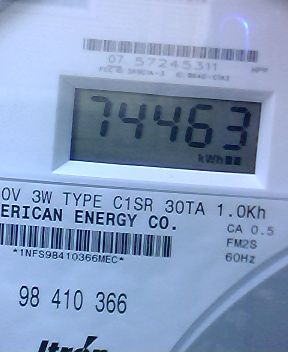 07 57245311
74463
kWh
0V 3W TYPE C1SR 30TA 1.0Kh
ERICAN ENERGY CO.
CA 0.5
FM2S
60Hz
*1NFS98410366MEC*
98 410 366
Itron